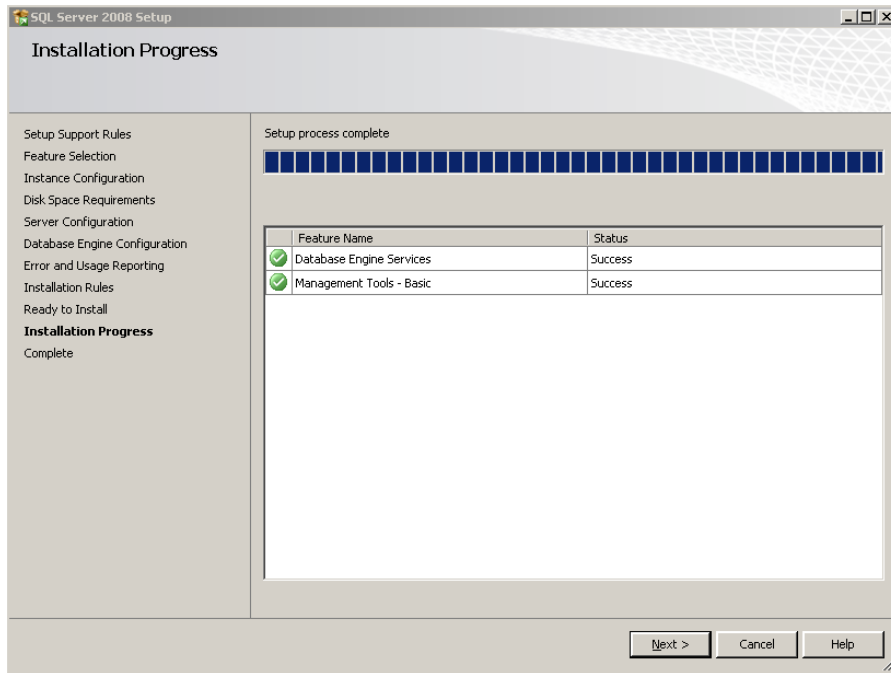 SQL Server 2008 Setup
Installation Progress
Setup Support Rules
Feature Selection
Instance Configuration
Disk Space Requirements
Server Configuration
Database Engine Configuration
Error and Usage Reporting
Installation Rules
Ready to Install
Installation Progress
Complete
Setup process complete
Feature Name Status
Database Engine Services Success
Management Tools - Basic Success
Next > Cancel Help